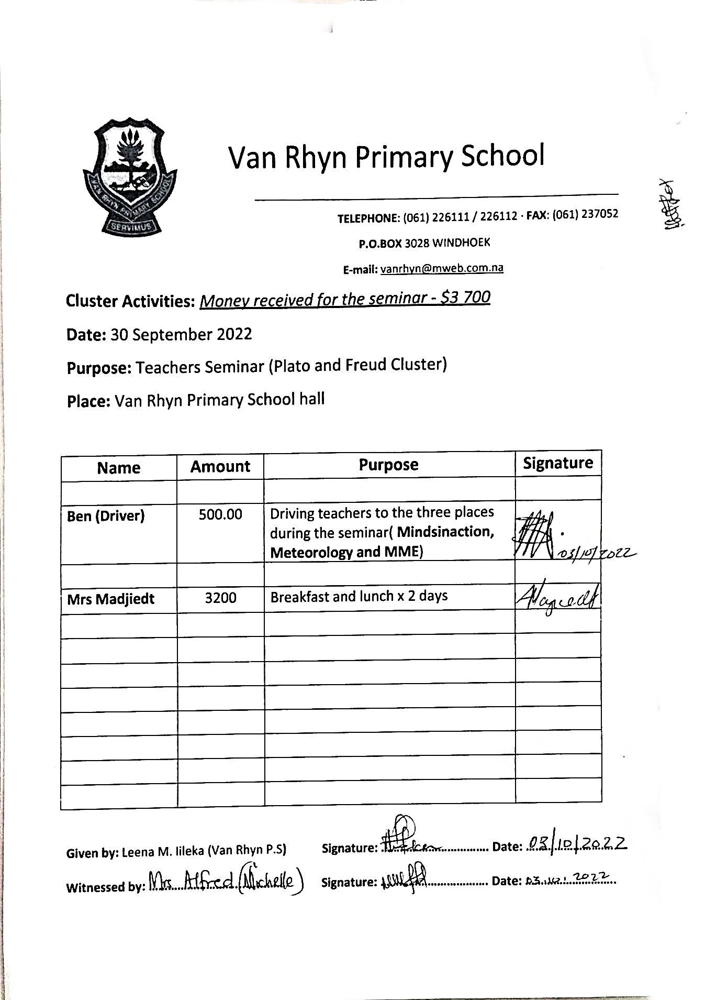 VAN RHYN PRIMARY SCHOOL
SERVIMUS
Van Rhyn Primary School
TELEPHONE: (061) 226111 / 226112 · FAX: (061) 237052
P.O.BOX 3028 WINDHOEK
E-mail: vanrhyn@mweb.com.na
Cluster Activities: Money received for the seminar - $3 700
Date: 30 September 2022
Purpose: Teachers Seminar (Plato and Freud Cluster)
Place: Van Rhyn Primary School hall
Name Amount Purpose Signature
Ben (Driver) 500.00 Driving teachers to the three places
during the seminar( Mindsinaction,
Meteorology and MME)
03/10/2022
Mrs Madjiedt 3200 Breakfast and lunch x 2 days
Given by: Leena M. Iileka (Van Rhyn P.S) Signature: Date: 03/10/2022
Witnessed by: Mrs. Alfred (Michelle) Signature: Date: 03.10.2022